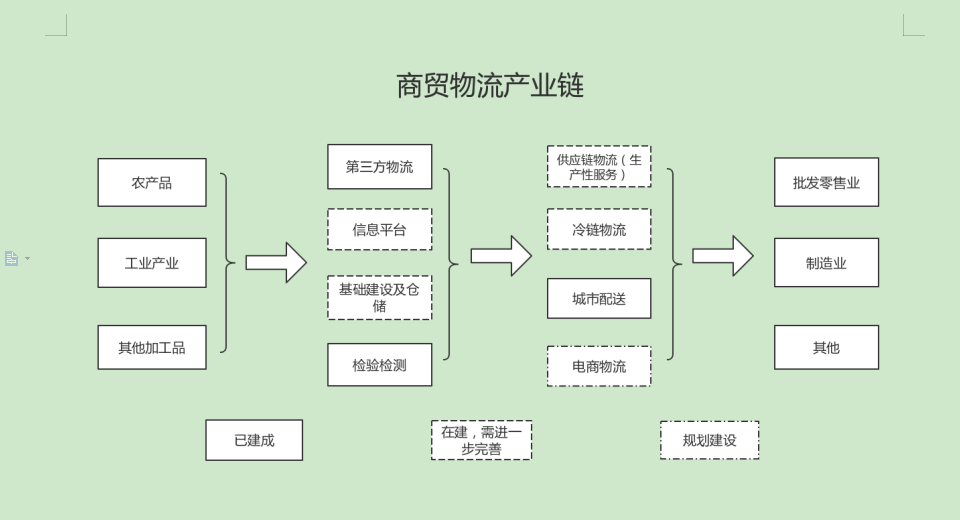 商贸物流产业链
农产品
工业产业
其他加工品
第三方物流
信息平台
基础建设及仓
储
检验检测
供应链物流（生
产性服务）
冷链物流
城市配送
电商物流
批发零售业
制造业
其他
已建成
在建，需进一
步完善
规划建设